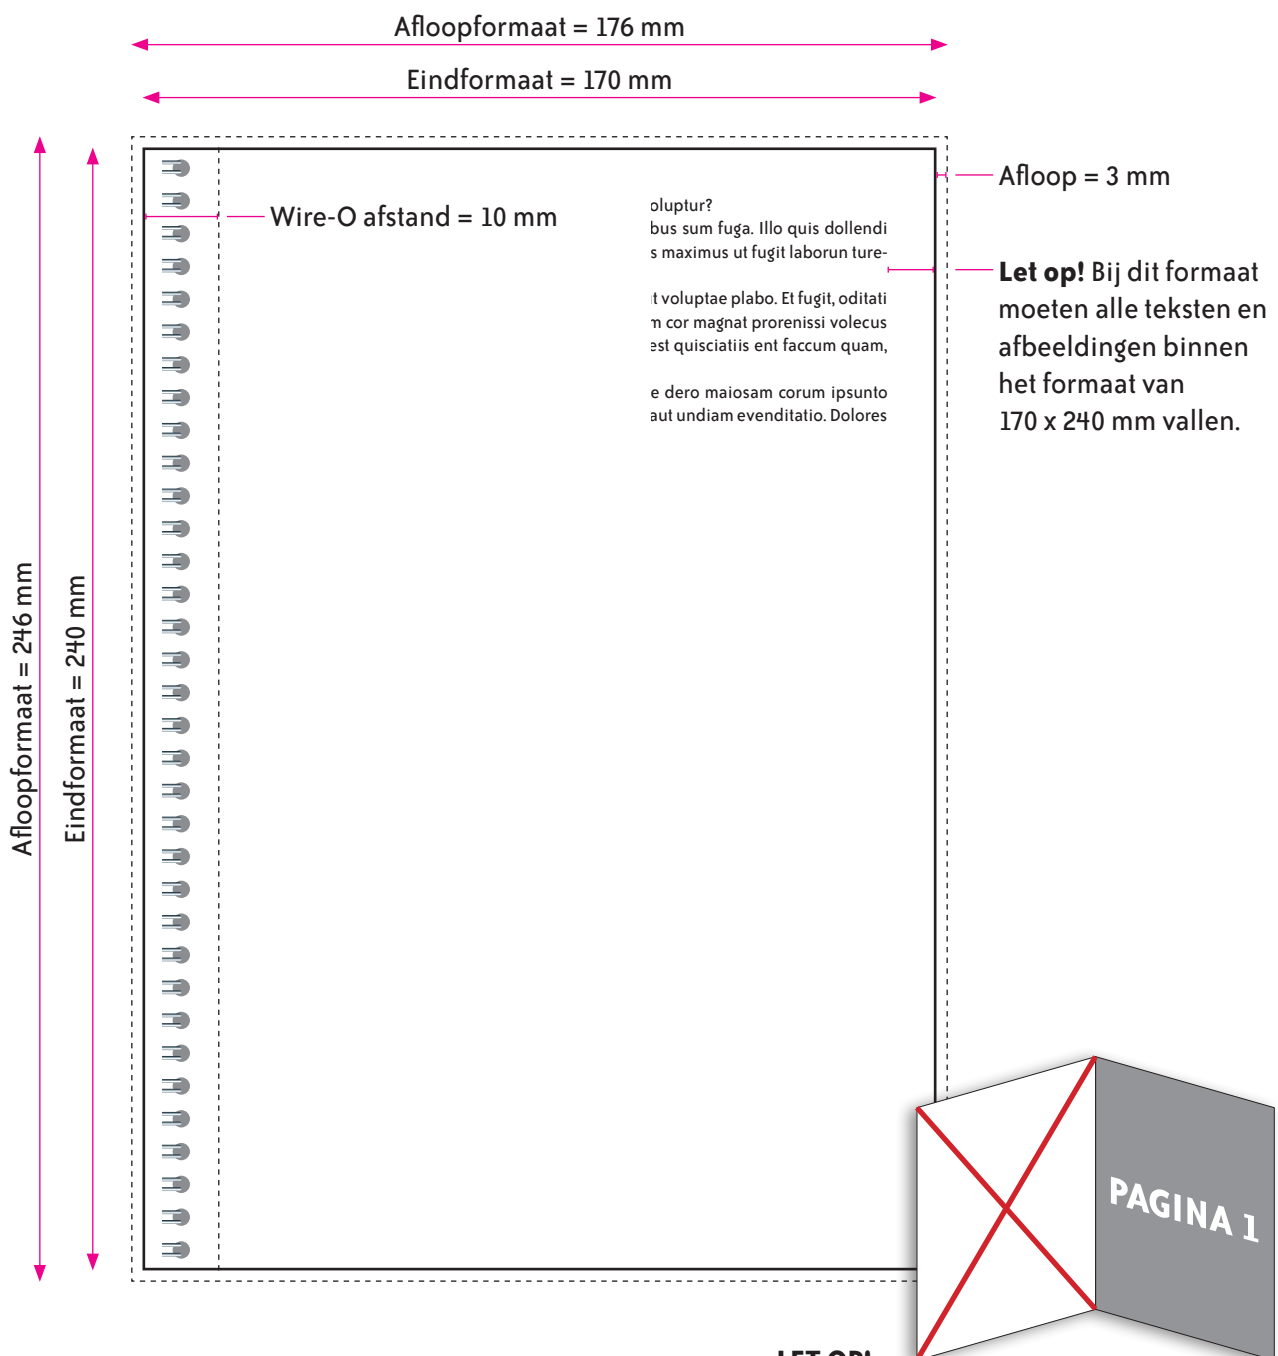 Afloopformaat = 176 mm
Eindformaat = 170 mm
Afloop = 3 mm
Wire-O afstand = 10 mm
oluptur?
bus sum fuga. Illo quis dollendi
s maximus ut fugit laborun ture-
t voluptae plabo. Et fugit, oditati
m cor magnat prorenissi volecus
est quisciatiis ent faccum quam,
e dero maiosam corum ipsunto
aut undiam evenditatio. Dolores
Let op! Bij dit formaat
moeten alle teksten en
afbeeldingen binnen
het formaat van
170 x 240 mm vallen.
Afloopformaat = 246 mm
Eindformaat = 240 mm
PAGINA 1
LET OP!